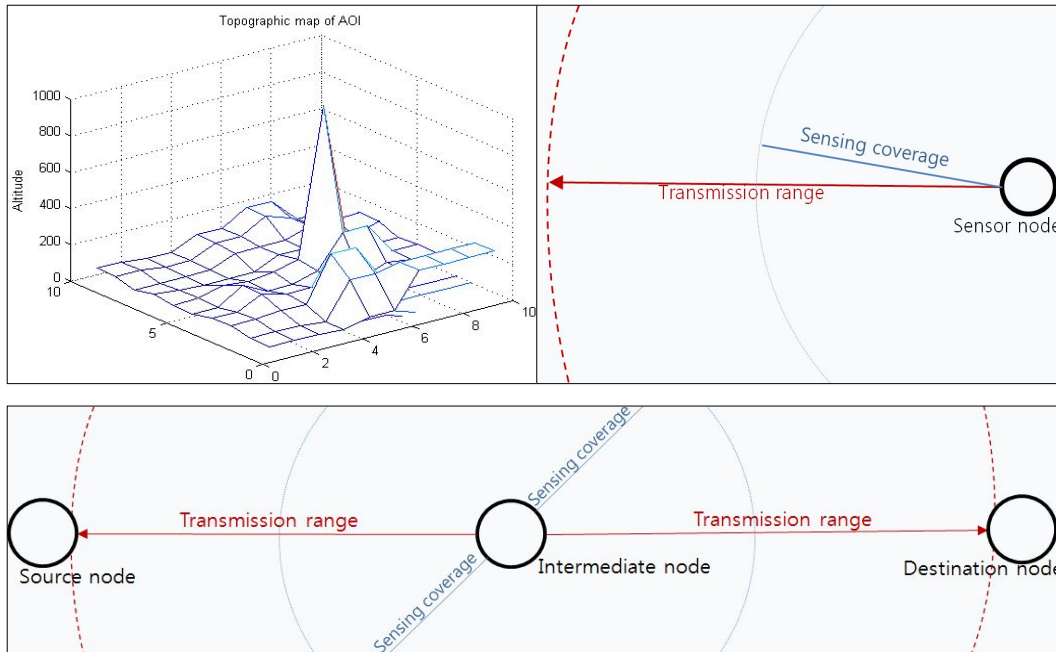 Topographic map of AOI
1000
800
600
400
200
0
Altitude
10
5
0
0
2
4
6
8
10
Sensing coverage
Transmission range
Sensor node
Sensing coverage
Transmission range
Transmission range
Source node
Intermediate node
Destination node
Sensing coverage